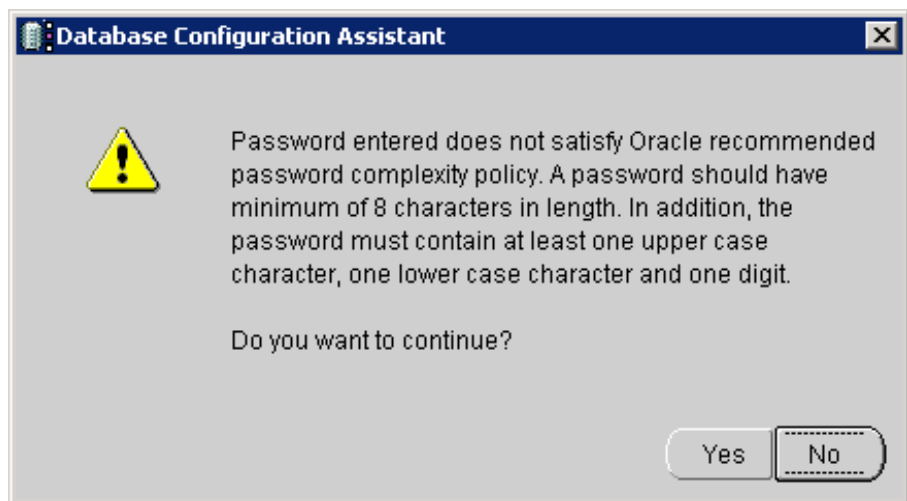 Database Configuration Assistant
Password entered does not satisfy Oracle recommended
password complexity policy. A password should have
minimum of 8 characters in length. In addition, the
password must contain at least one upper case
character, one lower case character and one digit.
Do you want to continue?
Yes No